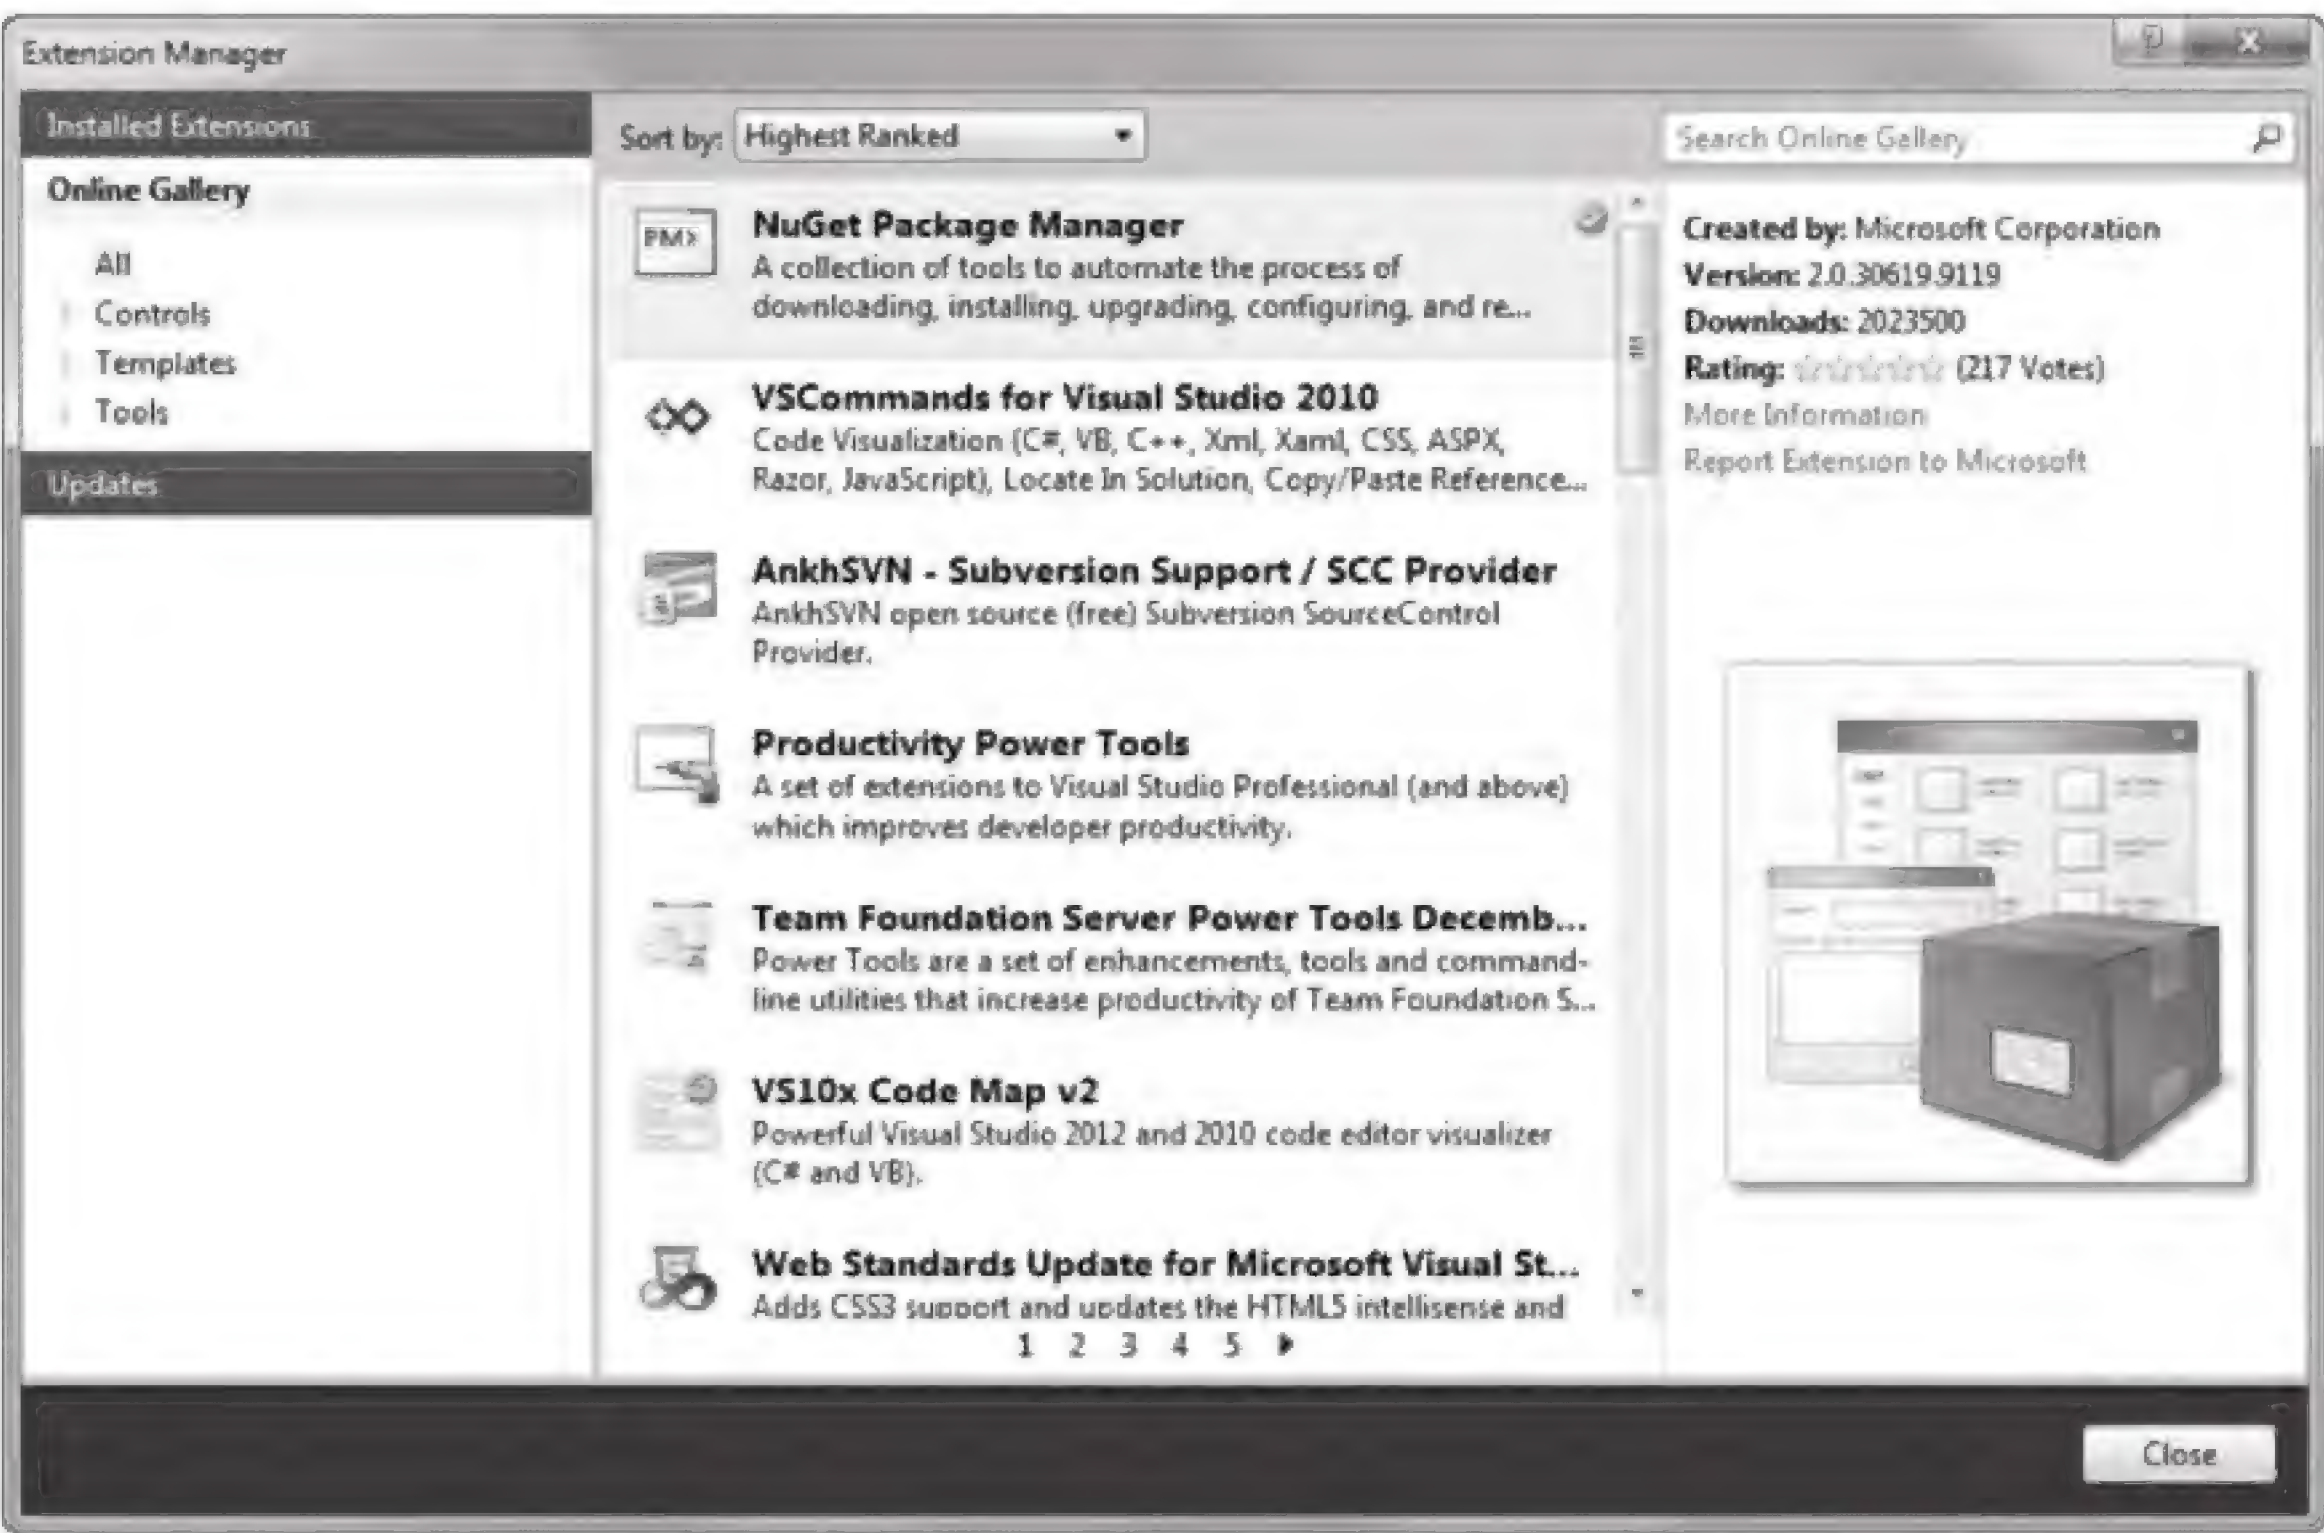 Extension Manager
Installed Extensions
Online Gallery
All
Controls
Templates
Tools
Updates
Sort by: Highest Ranked
PM>
NuGet Package Manager
A collection of tools to automate the process of
downloading, installing, upgrading, configuring, and re...
VSCommands for Visual Studio 2010
Code Visualization (C#, VB, C++, Xml, Xaml, CSS, ASPX,
Razor, JavaScript), Locate In Solution, Copy/Paste Reference...
AnkhSVN - Subversion Support / SCC Provider
AnkhSVN open source (free) Subversion SourceControl
Provider.
Productivity Power Tools
A set of extensions to Visual Studio Professional (and above)
which improves developer productivity.
Team Foundation Server Power Tools Decemb...
Power Tools are a set of enhancements, tools and command-
line utilities that increase productivity of Team Foundation S...
VS10x Code Map v2
Powerful Visual Studio 2012 and 2010 code editor visualizer
(C# and VB).
Web Standards Update for Microsoft Visual St...
Adds CSS3 support and updates the HTML5 intellisense and
1 2 3 4 5
Search Online Gallery
Created by: Microsoft Corporation
Version: 2.0.30619.9119
Downloads: 2023500
Rating: (217 Votes)
More Information
Report Extension to Microsoft
Close